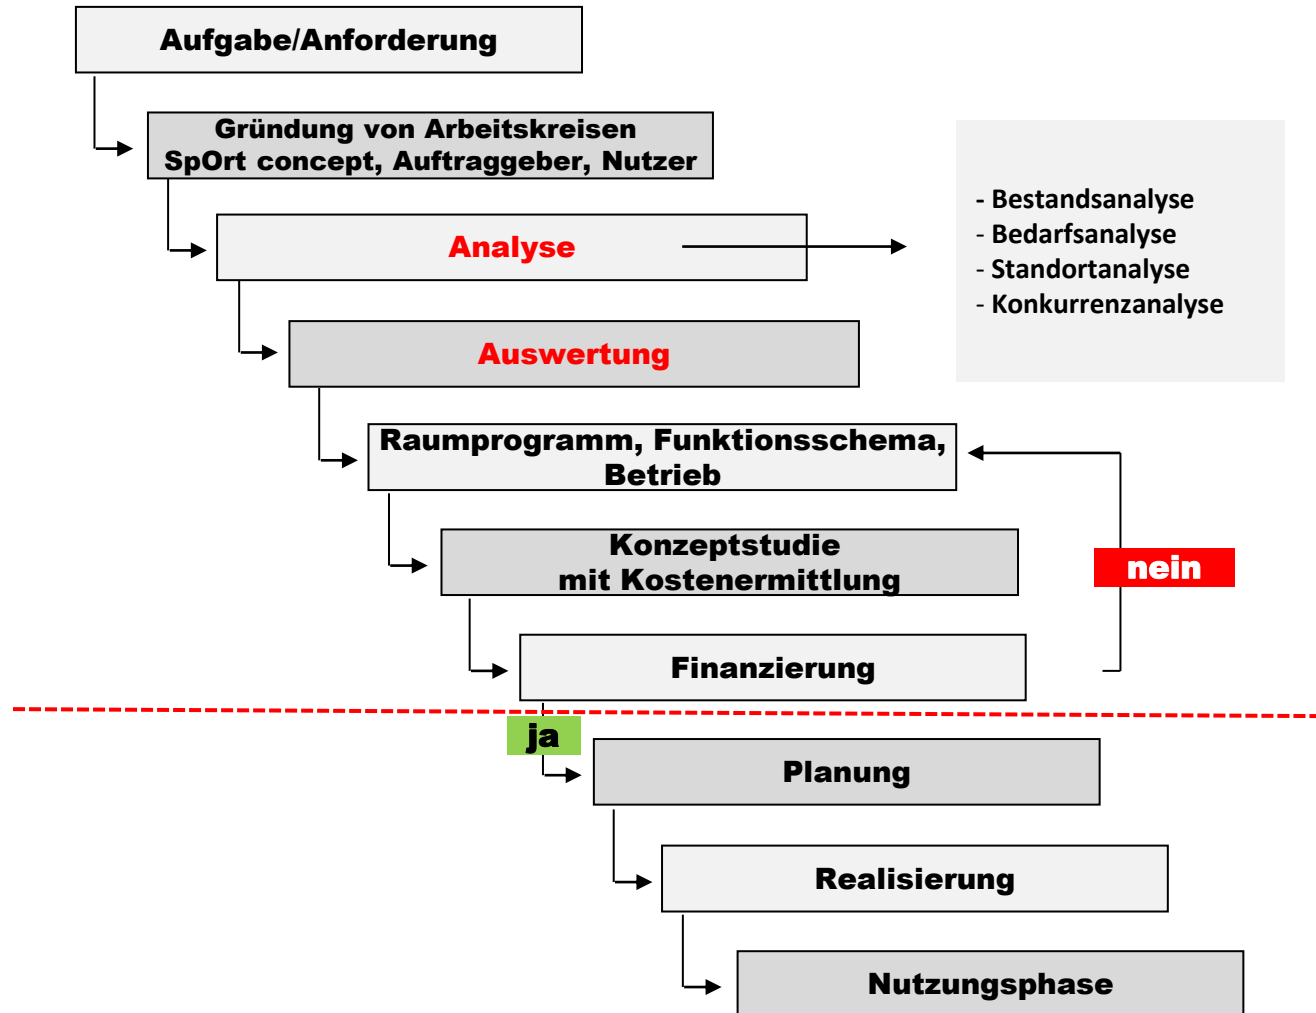 Aufgabe/Anforderung
Gründung von Arbeitskreisen
SpOrt concept, Auftraggeber, Nutzer
Analyse
- Bestandsanalyse
- Bedarfsanalyse
- Standortanalyse
- Konkurrenzanalyse
Auswertung
Raumprogramm, Funktionsschema,
Betrieb
Konzeptstudie
mit Kostenermittlung
nein
Finanzierung
ja
Planung
Realisierung
Nutzungsphase